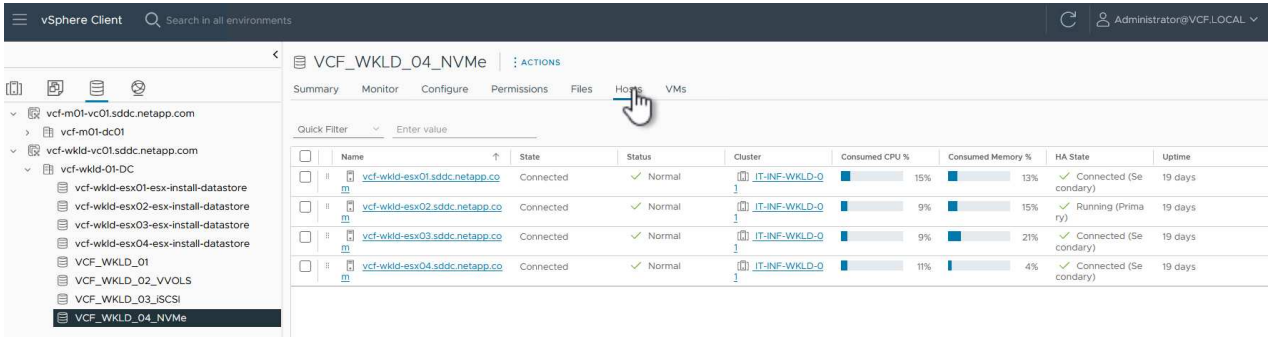 vSphere Client
Search in all environments
Administrator@VCF.LOCAL
VCF_WKLD_04_NVMe
ACTIONS
Summary Monitor Configure Permissions Files Hosts VMs
vcf-m01-vc01.sddc.netapp.com
vcf-m01-dc01
vcf-wkld-vc01.sddc.netapp.com
vcf-wkld-01-DC
vcf-wkld-esx01-esx-install-datastore
vcf-wkld-esx02-esx-install-datastore
vcf-wkld-esx03-esx-install-datastore
vcf-wkld-esx04-esx-install-datastore
VCF_WKLD_01
VCF_WKLD_02_VVOLS
VCF_WKLD_03_iSCSI
VCF_WKLD_04_NVMe
Quick Filter Enter value
Name State Status Cluster Consumed CPU % Consumed Memory % HA State Uptime
vcf-wkld-esx01.sddc.netapp.co Connected Normal IT-INF-WKLD-0 15% 13% Connected (Se 19 days
m 1 condary)
vcf-wkld-esx02.sddc.netapp.co Connected Normal IT-INF-WKLD-0 9% 15% Running (Prima 19 days
m 1 ry)
vcf-wkld-esx03.sddc.netapp.co Connected Normal IT-INF-WKLD-0 9% 21% Connected (Se 19 days
m 1 condary)
vcf-wkld-esx04.sddc.netapp.co Connected Normal IT-INF-WKLD-0 11% 4% Connected (Se 19 days
m 1 condary)